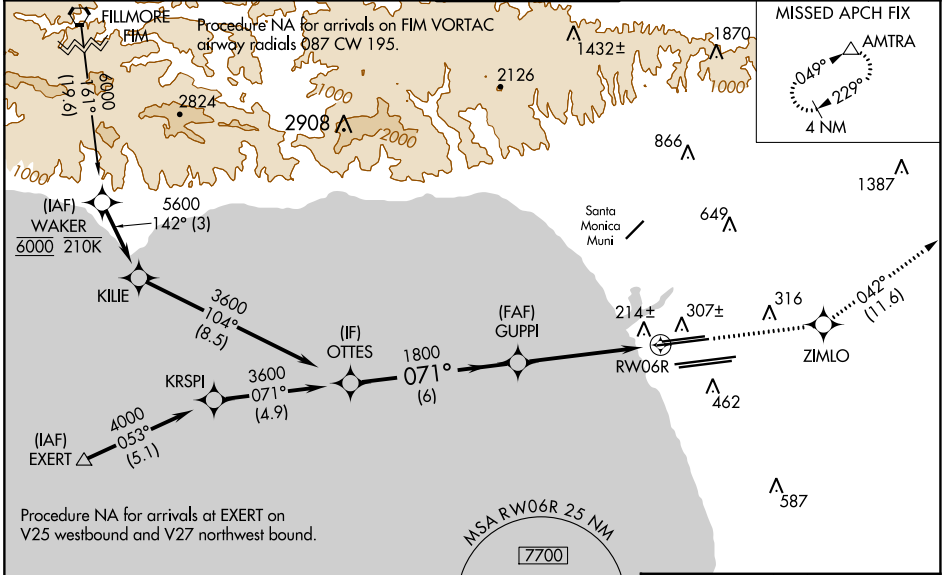 FILLMORE
FIM
Procedure NA for arrivals on FIM VORTAC
airway radials 087 CW 195.
MISSED APCH FIX
AMTRA
049°
229°
4 NM
1432±
1870
1000
6000
161°
(19.6)
2824
2126
1000
2908
2000
1000
866
1387
(IAF)
WAKER
6000 210K
5600
142° (3)
Santa
Monica
Muni
649
KILIE
3600
104°
(8.5)
042°
(11.6)
(IF)
OTTES
(FAF)
GUPPI
214±
307±
316
ZIMLO
RW06R
1800
071°
(6)
KRSPI
3600
071°
(4.9)
462
4000
053°
(5.1)
(IAF)
EXERT
587
Procedure NA for arrivals at EXERT on
V25 westbound and V27 northwest bound.
MSA RW06R 25 NM
7700